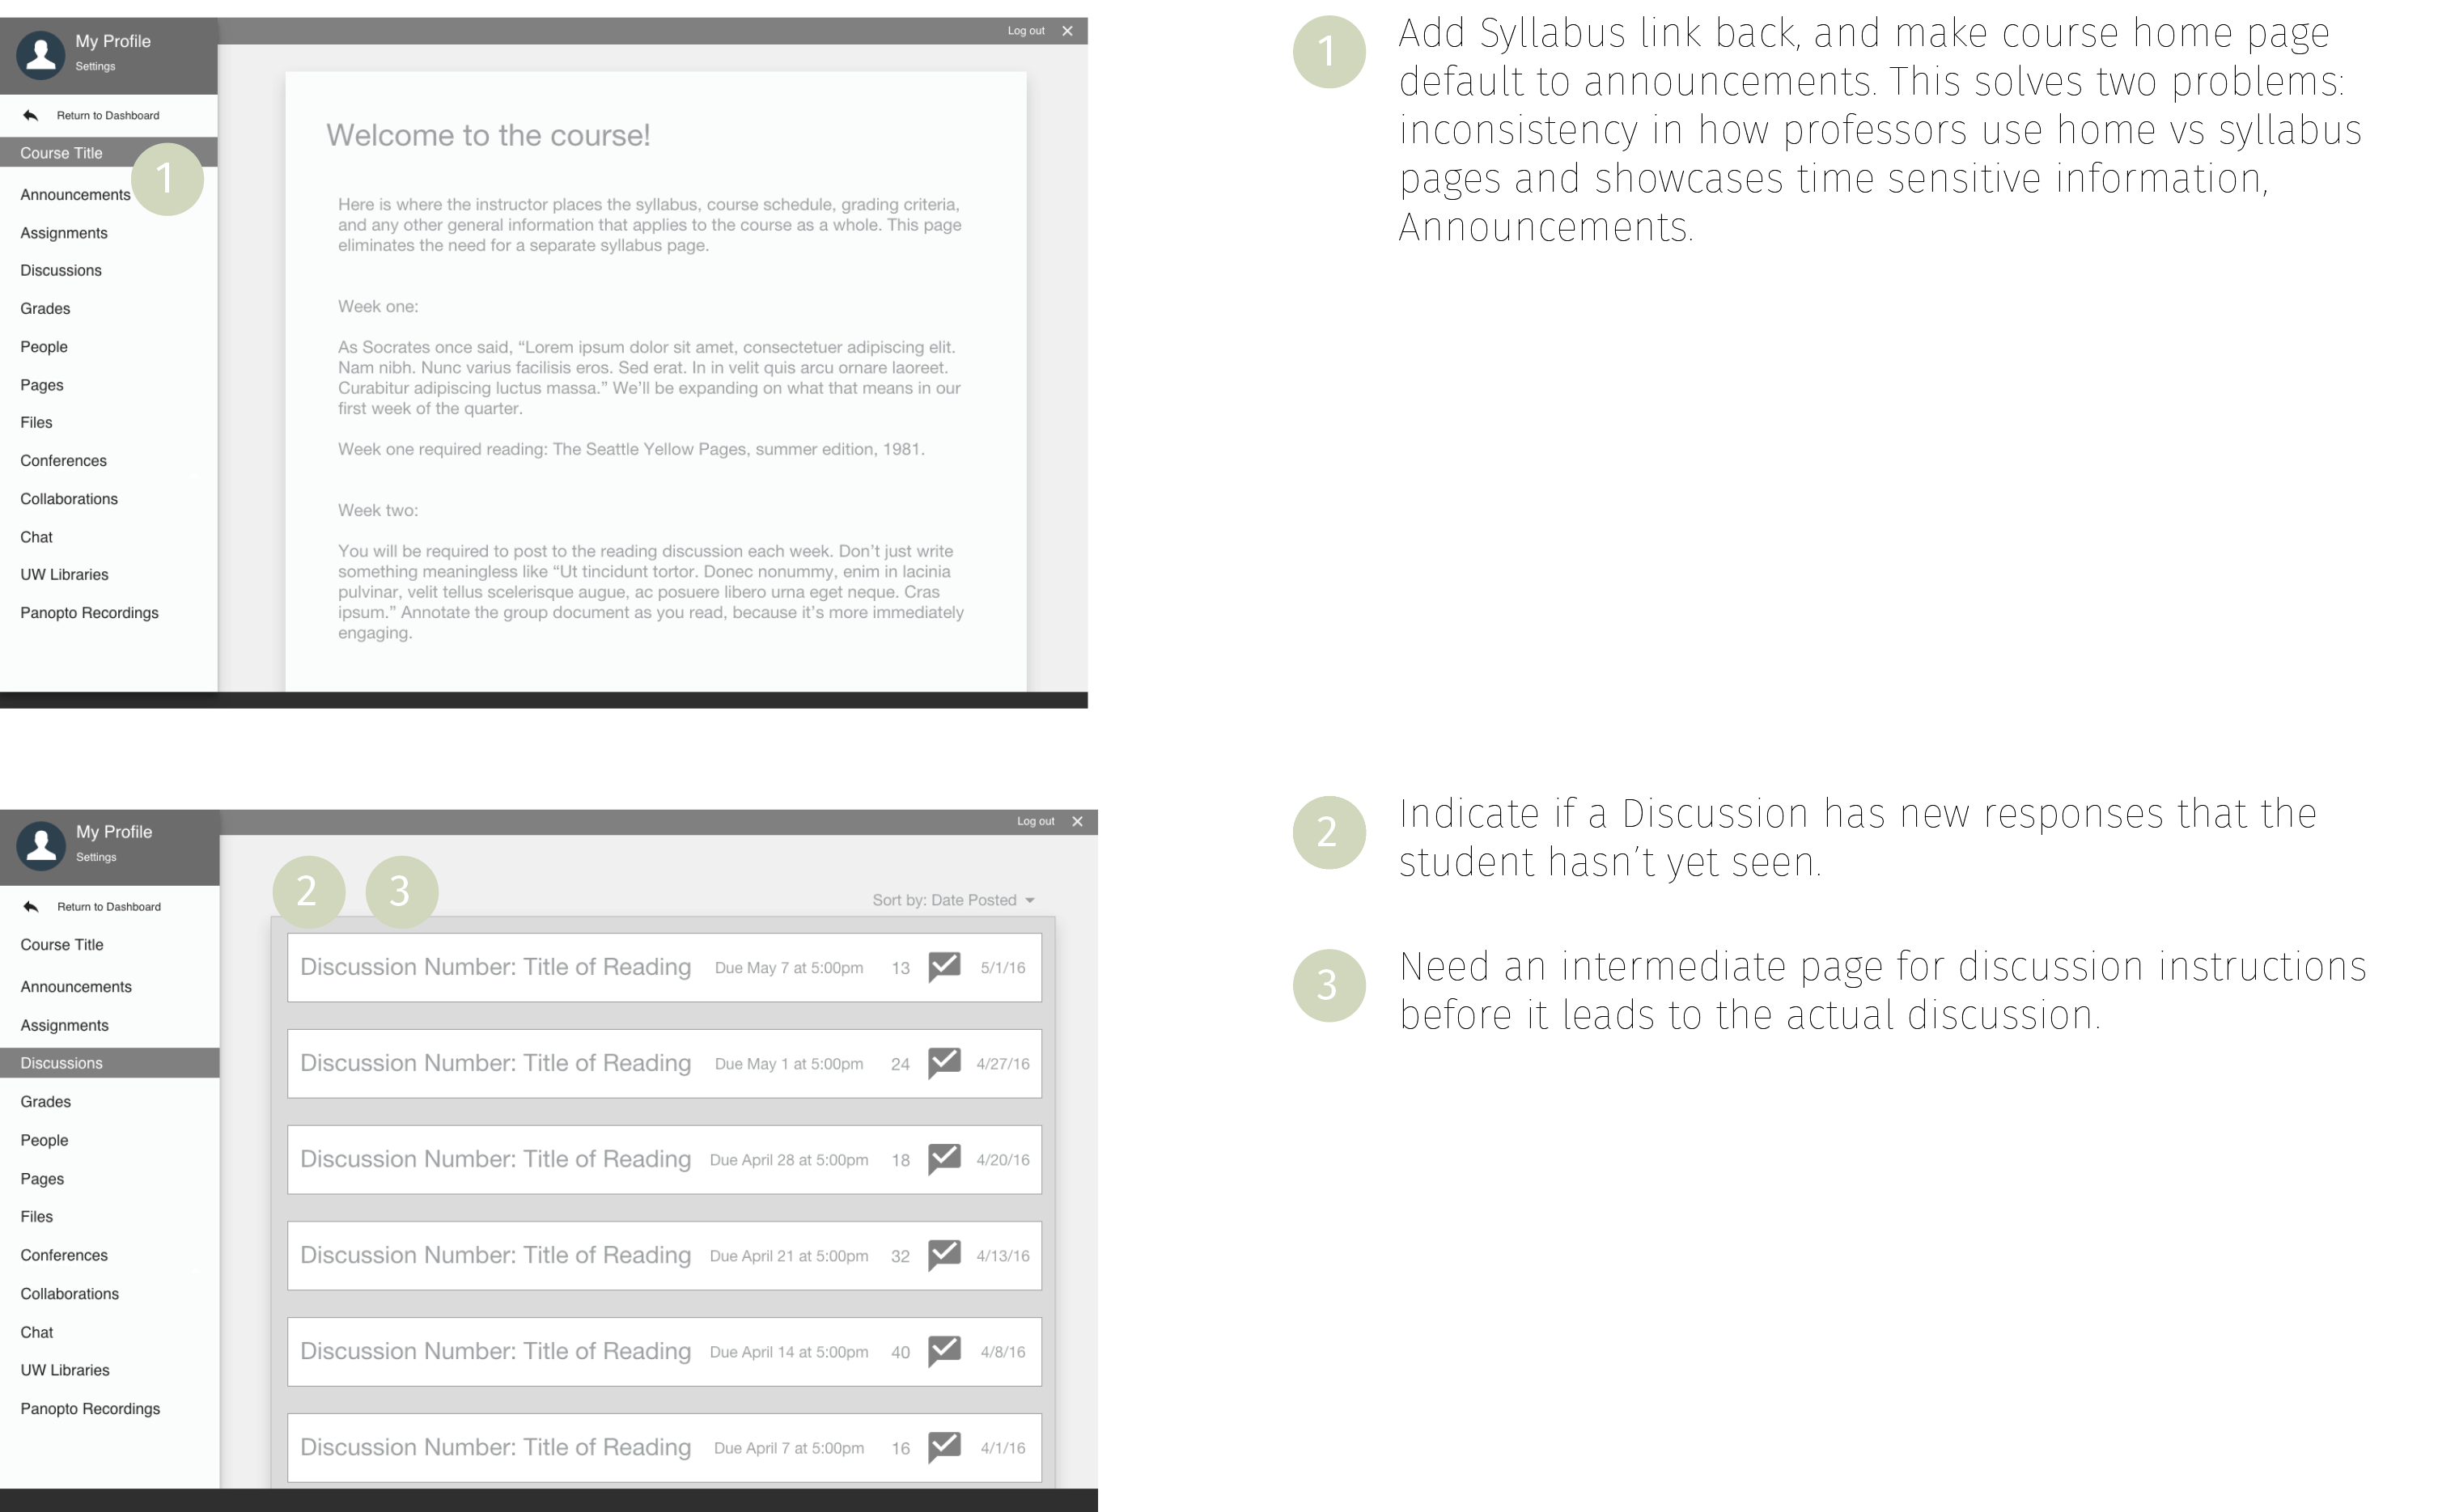 My Profile
Settings
Log out
Return to Dashboard
Course Title
1
Announcements
Assignments
Discussions
Grades
People
Pages
Files
Conferences
Collaborations
Chat
UW Libraries
Panopto Recordings
Welcome to the course!
Here is where the instructor places the syllabus, course schedule, grading criteria,
and any other general information that applies to the course as a whole. This page
eliminates the need for a separate syllabus page.
Week one:
As Socrates once said, “Lorem ipsum dolor sit amet, consectetuer adipiscing elit.
Nam nibh. Nunc varius facilisis eros. Sed erat. In in velit quis arcu ornare laoreet.
Curabitur adipiscing luctus massa.” We’ll be expanding on what that means in our
first week of the quarter.
Week one required reading: The Seattle Yellow Pages, summer edition, 1981.
Week two:
You will be required to post to the reading discussion each week. Don’t just write
something meaningless like “Ut tincidunt tortor. Donec nonummy, enim in lacinia
pulvinar, velit tellus scelerisque augue, ac posuere libero urna eget neque. Cras
ipsum.” Annotate the group document as you read, because it’s more immediately
engaging.
1
Add Syllabus link back, and make course home page
default to announcements. This solves two problems:
inconsistency in how professors use home vs syllabus
pages and showcases time sensitive information,
Announcements.
My Profile
Settings
Log out
Return to Dashboard
Course Title
Announcements
Assignments
Discussions
Grades
People
Pages
Files
Conferences
Collaborations
Chat
UW Libraries
Panopto Recordings
2 3
Sort by: Date Posted
Discussion Number: Title of Reading Due May 7 at 5:00pm 13 5/1/16
Discussion Number: Title of Reading Due May 1 at 5:00pm 24 4/27/16
Discussion Number: Title of Reading Due April 28 at 5:00pm 18 4/20/16
Discussion Number: Title of Reading Due April 21 at 5:00pm 32 4/13/16
Discussion Number: Title of Reading Due April 14 at 5:00pm 40 4/8/16
Discussion Number: Title of Reading Due April 7 at 5:00pm 16 4/1/16
2
Indicate if a Discussion has new responses that the
student hasn’t yet seen.
3
Need an intermediate page for discussion instructions
before it leads to the actual discussion.